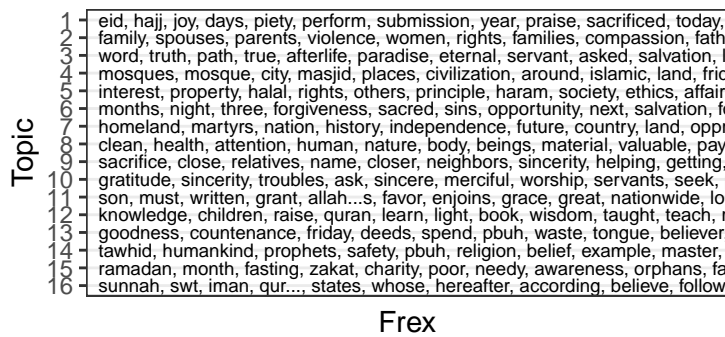 Topic
1 eid, hajj, joy, days, piety, perform, submission, year, praise, sacrificed, today,
2 family, spouses, parents, violence, women, rights, families, compassion, fath
3 word, truth, path, true, afterlife, paradise, eternal, servant, asked, salvation,
4 mosques, mosque, city, masjid, places, civilization, around, islamic, land,
5 interest, property, halal, rights, others, principle, haram, society, ethics, affair
6 months, night, three, forgiveness, sacred, sins, opportunity, next, salvation,
7 homeland, martyrs, nation, history, independence, future, country, land, opp
8 clean, health, attention, human, nature, body, beings, material, valuable, pay
9 sacrifice, close, relatives, name, closer, neighbors, sincerity, helping, getting,
10 gratitude, sincerity, troubles, ask, sincere, merciful, worship, servants, seek,
11 son, must, written, grant, allah...s, favor, enjoins, grace, great, nationwide, lo
12 knowledge, children, raise, quran, learn, light, book, wisdom, taught, teach,
13 goodness, countenance, friday, deeds, spend, pbuh, waste, tongue, believer
14 tawhid, humankind, prophets, safety, pbuh, religion, belief, example, master,
15 ramadan, month, fasting, zakat, charity, poor, needy, awareness, orphans, fa
16 sunnah, swt, iman, qur..., states, whose, hereafter, according, believe, follow
Frex